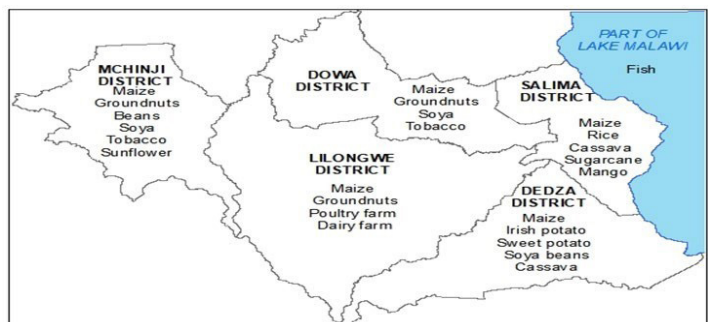 PART OF
LAKE MALAWI
Fish
MCHINJI
DISTRICT
Maize
Groundnuts
Beans
Soya
Tobacco
Sunflower
DOWA
DISTRICT
Maize
Groundnuts
Soya
Tobacco
SALIMA
DISTRICT
Maize
Rice
Cassava
Sugarcane
Mango
LILONGWE
DISTRICT
Maize
Groundnuts
Poultry farm
Dairy farm
DEDZA
DISTRICT
Maize
Irish potato
Sweet potato
Soya beans
Cassava